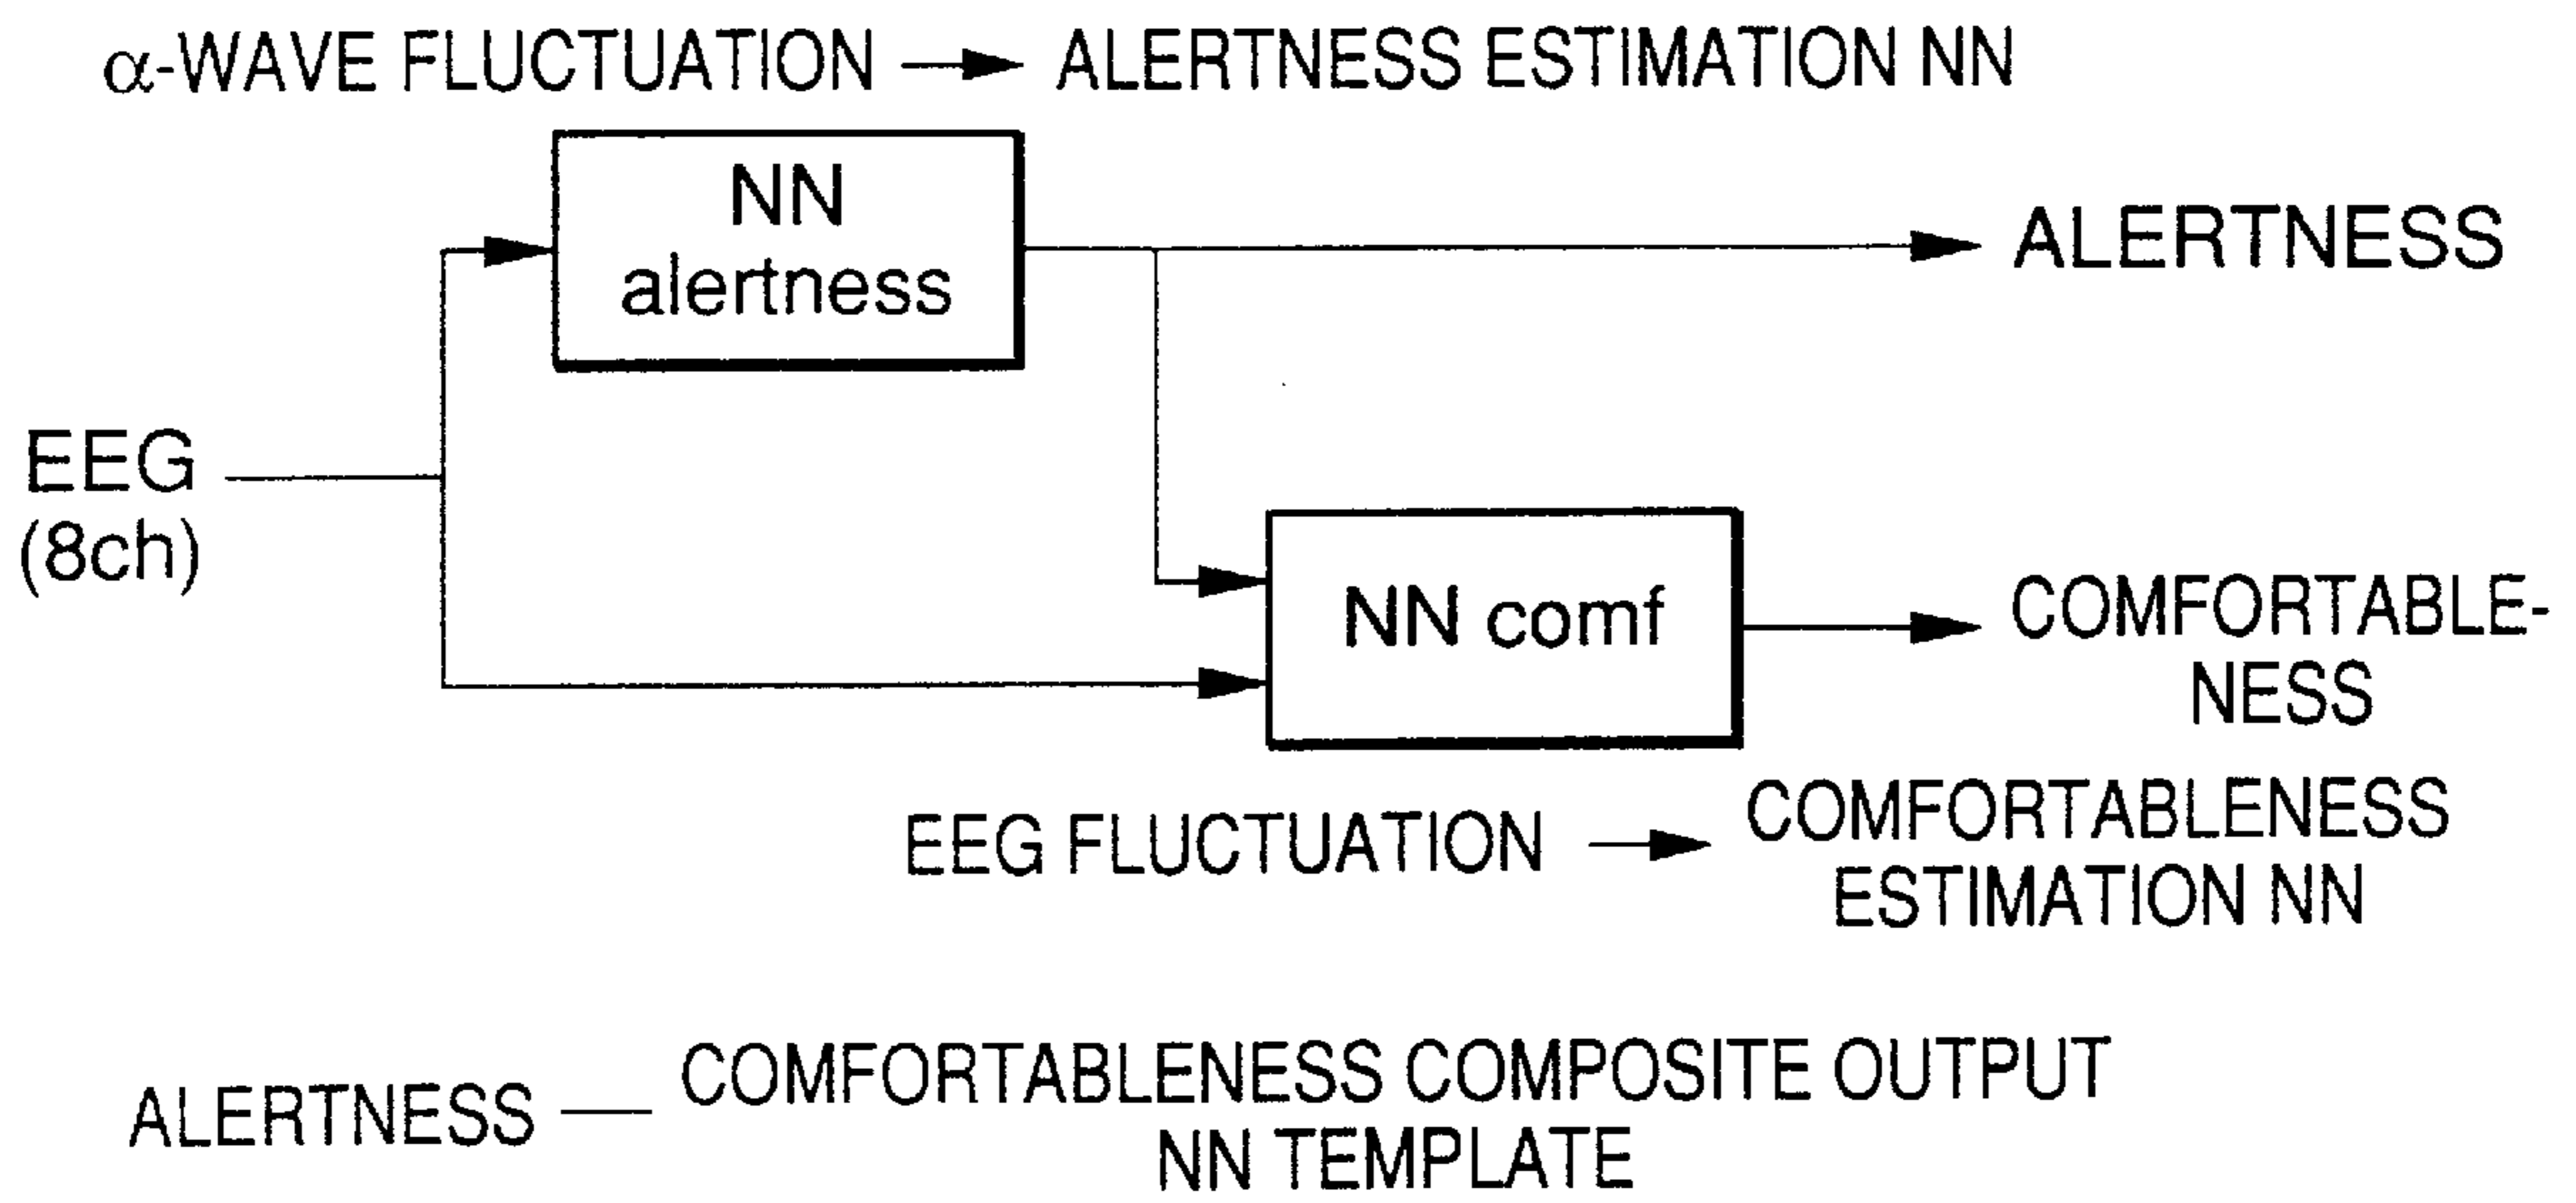 α-WAVE FLUCTUATION → ALERTNESS ESTIMATION NN
NN
alertness
ALERTNESS
EEG
(8ch)
NN comf
COMFORTABLE-
NESS
EEG FLUCTUATION → COMFORTABLENESS
ESTIMATION NN
ALERTNESS — COMFORTABLENESS COMPOSITE OUTPUT
NN TEMPLATE